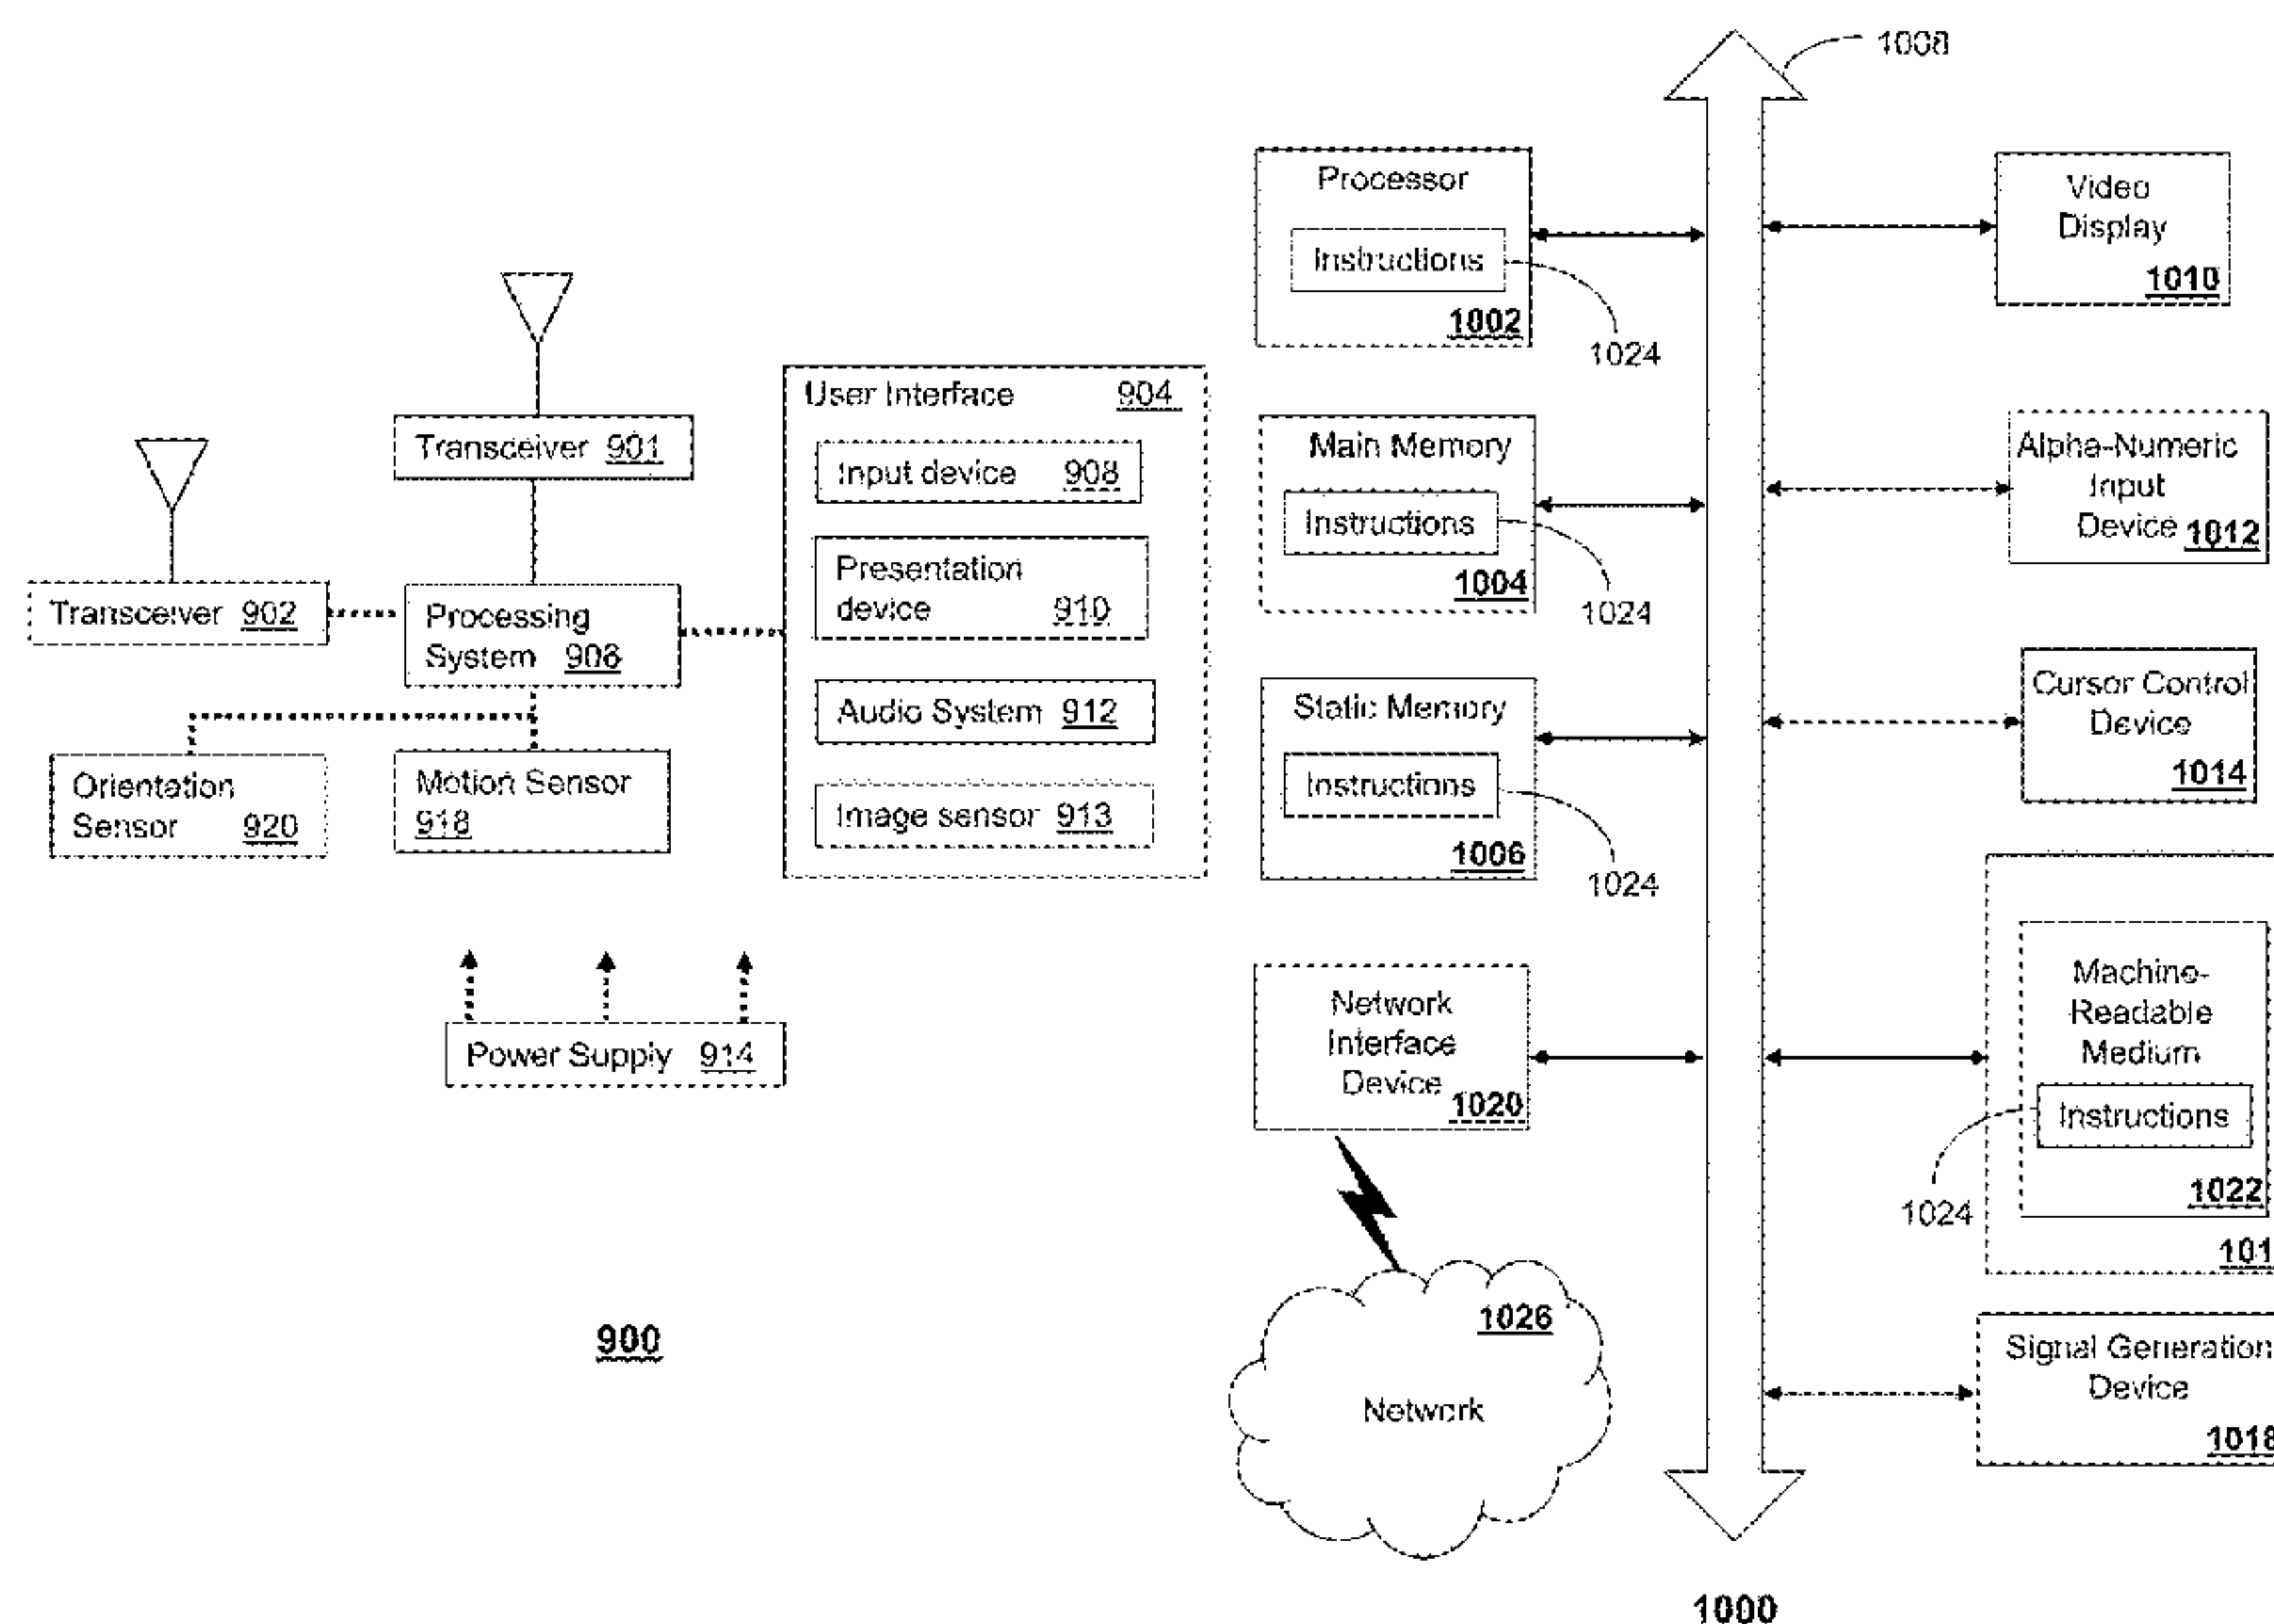 Transceiver 901
Transceiver 902
Processing
System 906
Orientation
Sensor 920
Motion Sensor
918
User Interface 904
Input device 908
Presentation
device 910
Audio System 912
Image sensor 913
Power Supply 914
900
1008
Processor
Instructions
1002
1024
Main Memory
Instructions
1004
1024
Static Memory
Instructions
1006
1024
Network
Interface
Device
1020
1026
Network
Video
Display
1010
Alpha-Numeric
Input
Device 1012
Cursor Control
Device
1014
Machine-
Readable
Medium
Instructions
1022
1024
101
Signal Generation
Device
1018
1000